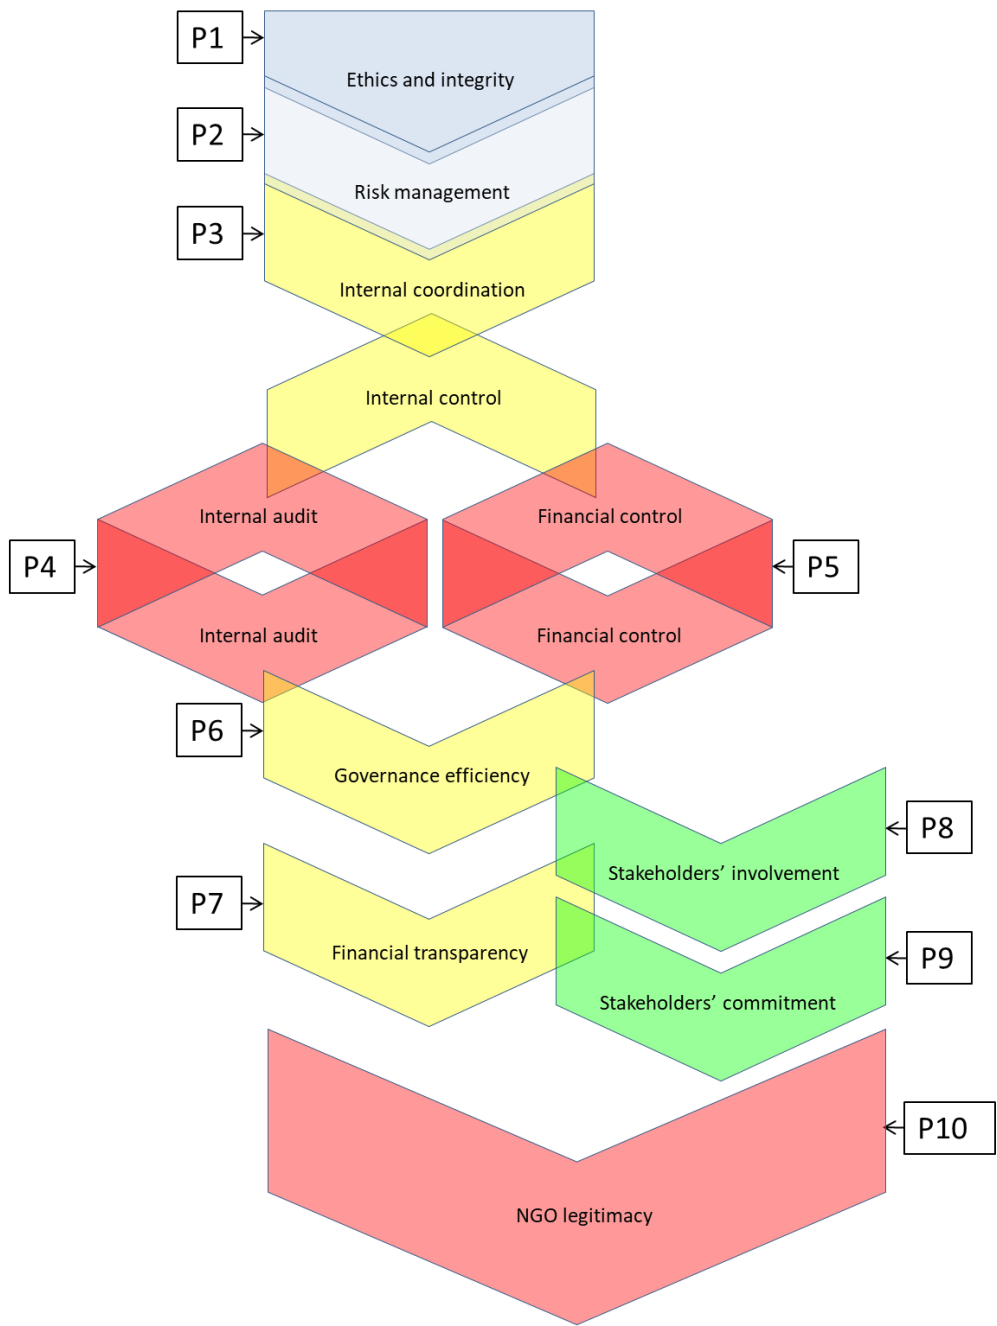 P1
Ethics and integrity
P2
Risk management
P3
Internal coordination
Internal control
Internal audit
Financial control
P4
P5
Internal audit
Financial control
P6
Governance efficiency
P8
Stakeholders’ involvement
P7
Financial transparency
P9
Stakeholders’ commitment
P10
NGO legitimacy